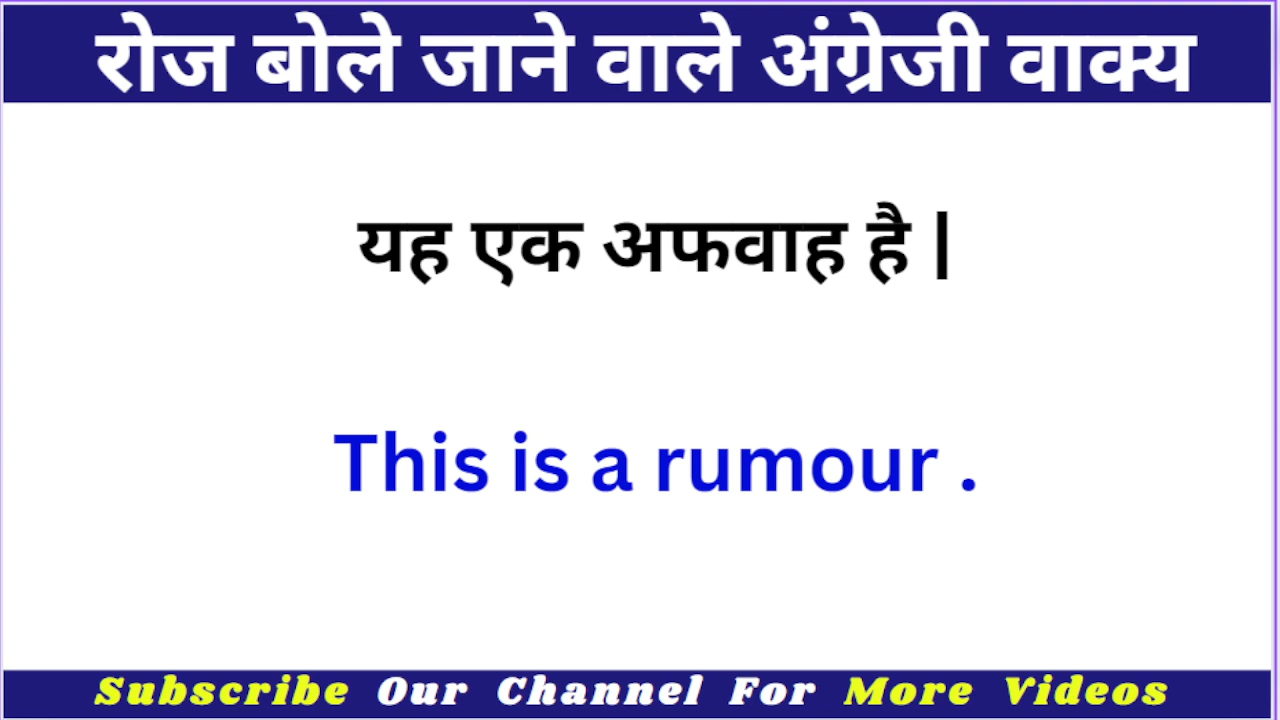 रोज बोले जाने वाले अंग्रेजी वाक्य
यह एक अफवाह है |
This is a rumour .
Subscribe Our Channel For More Videos